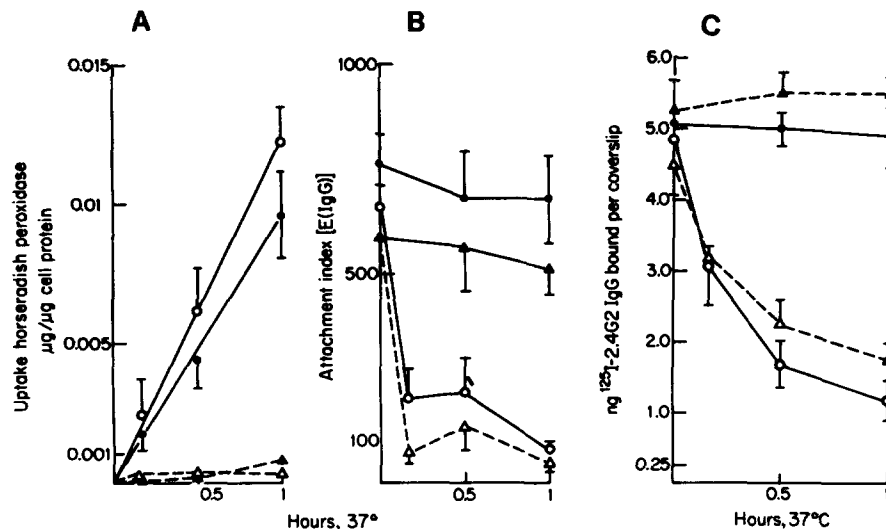 A
B
C
Uptake horseradish peroxidase
µg/µg cell protein
0.015
0.01
0.005
0.001
0.5
1
Attachment index [E(IgG)]
1000
500
100
0.5
1
Hours, 37°
ng 125I-2.4G2 IgG bound per coverslip
6.0
5.0
4.0
3.0
2.0
1.0
0.25
0.5
Hours, 37°C